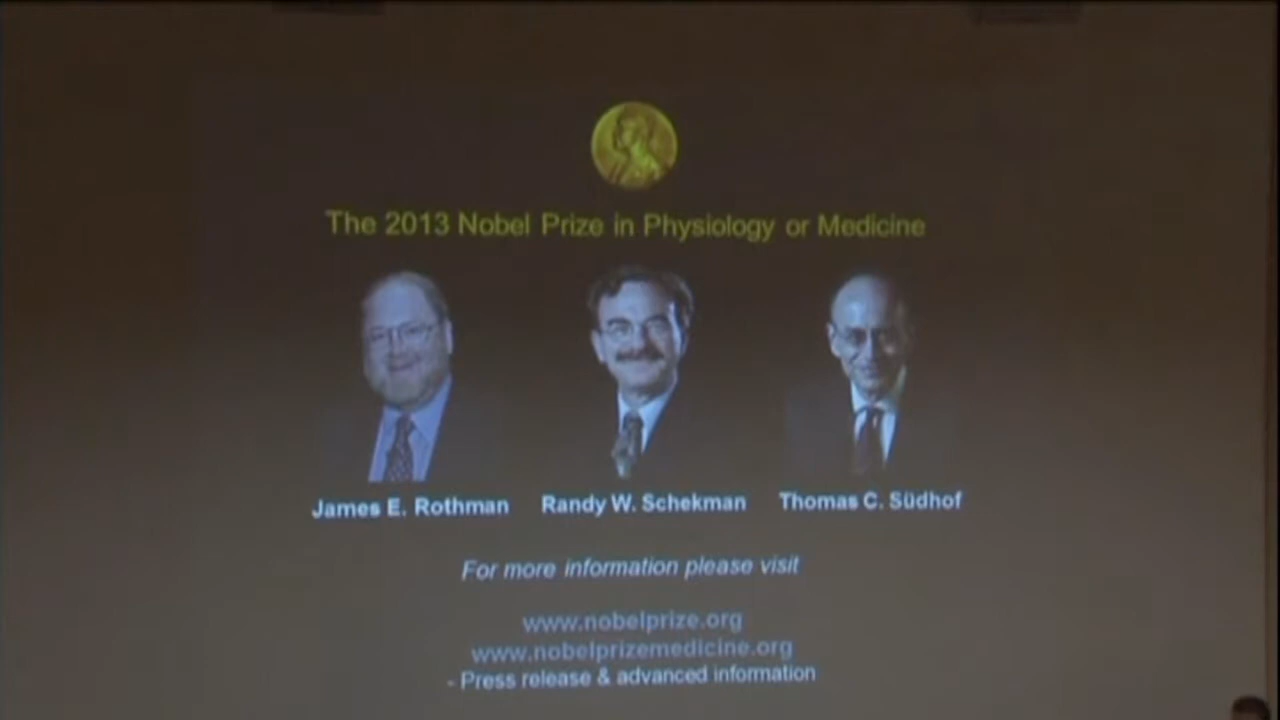 The 2013 Nobel Prize in Physiology or Medicine
James E. Rothman Randy W. Schekman Thomas C. Südhof
For more information please visit
www.nobelprize.org
www.nobelprizemedicine.org
- Press release & advanced information